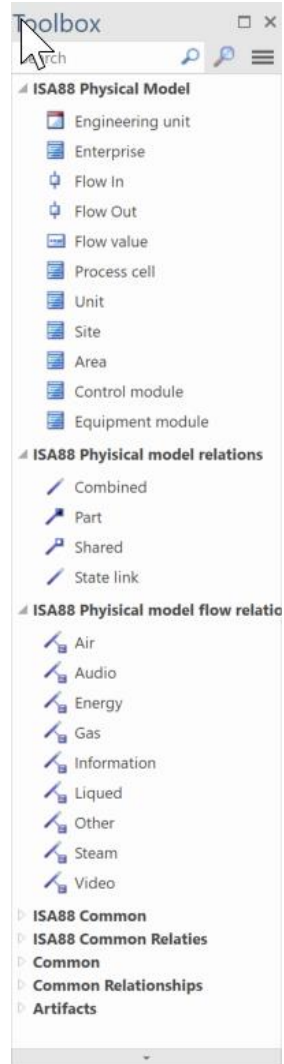 Toolbox
Search
ISA88 Physical Model
Engineering unit
Enterprise
Flow In
Flow Out
Flow value
Process cell
Unit
Site
Area
Control module
Equipment module
ISA88 Phyisical model relations
Combined
Part
Shared
State link
ISA88 Phyisical model flow relatio
Air
Audio
Energy
Gas
Information
Liqued
Other
Steam
Video
ISA88 Common
ISA88 Common Relaties
Common
Common Relationships
Artifacts